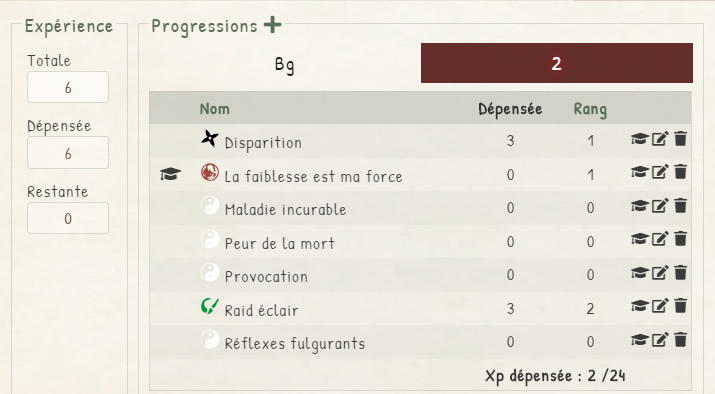 Expérience
Progressions
Totale
6
Dépensée
6
Restante
0
Bg 2
Nom Dépensée Rang
Disparition 3 1
La faiblesse est ma force 0 1
Maladie incurable 0 0
Peur de la mort 0 0
Provocation 0 0
Raid éclair 3 2
Réflexes fulgurants 0 0
Xp dépensée : 2 /24